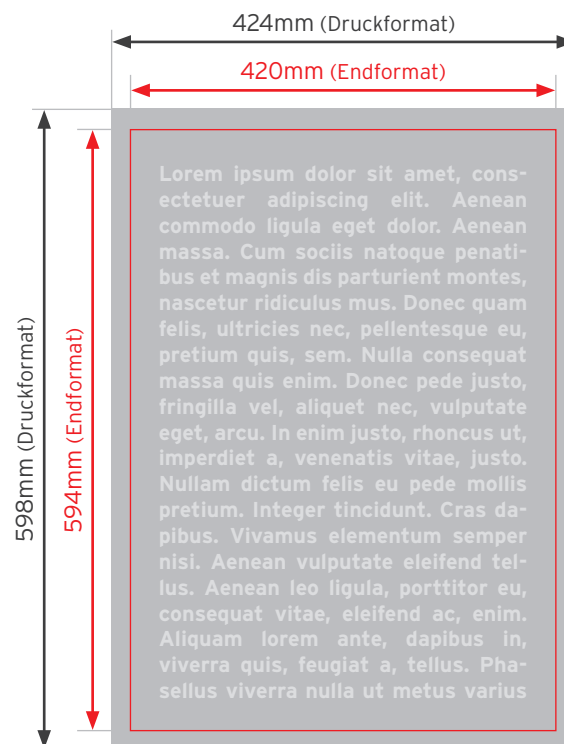 424mm (Druckformat)
420mm (Endformat)
598mm (Druckformat)
594mm (Endformat)
Lorem ipsum dolor sit amet, cons-
ectetuer adipiscing elit. Aenean
commodo ligula eget dolor. Aenean
massa. Cum sociis natoque penati-
bus et magnis dis parturient montes,
nascetur ridiculus mus. Donec quam
felis, ultricies nec, pellentesque eu,
pretium quis, sem. Nulla consequat
massa quis enim. Donec pede justo,
fringilla vel, aliquet nec, vulputate
eget, arcu. In enim justo, rhoncus ut,
imperdiet a, venenatis vitae, justo.
Nullam dictum felis eu pede mollis
pretium. Integer tincidunt. Cras da-
pibus. Vivamus elementum semper
nisi. Aenean vulputate eleifend tel-
lus. Aenean leo ligula, porttitor eu,
consequat vitae, eleifend ac, enim.
Aliquam lorem ante, dapibus in,
viverra quis, feugiat a, tellus. Pha-
sellus viverra nulla ut metus varius